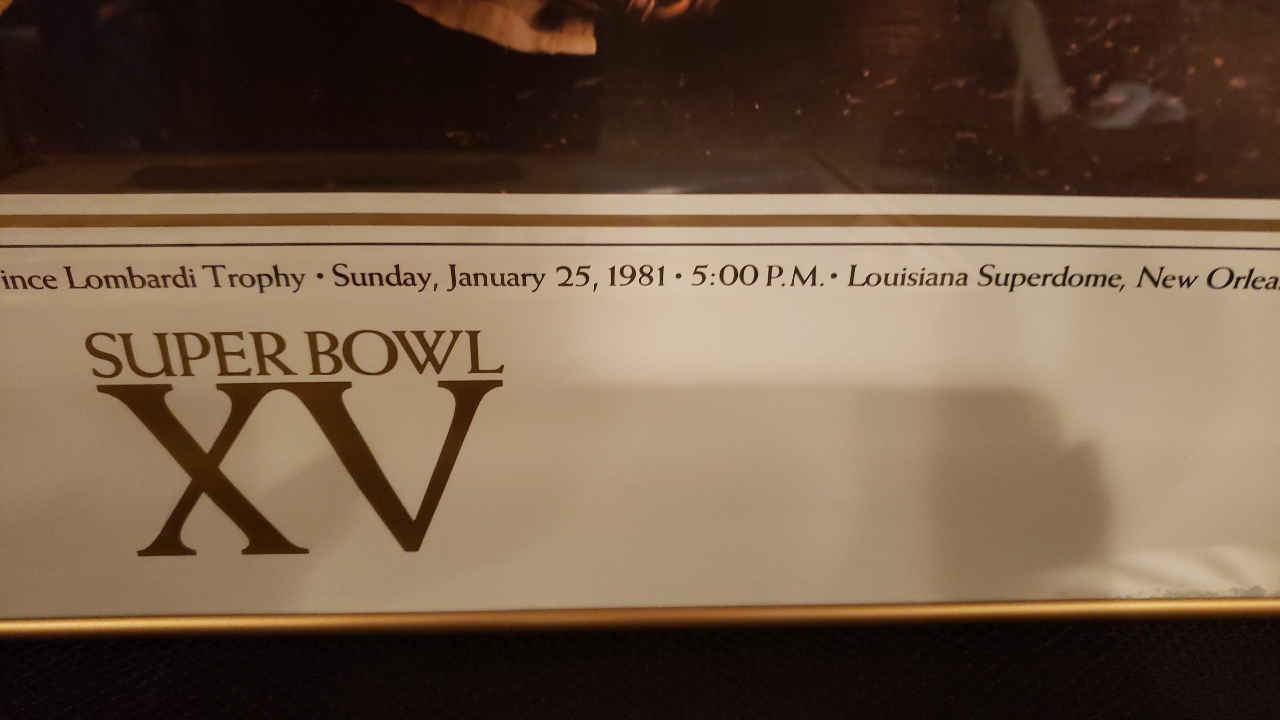 ince Lombardi Trophy • Sunday, January 25, 1981 • 5:00 P.M. • Louisiana Superdome, New Orlea
SUPER BOWL
XV